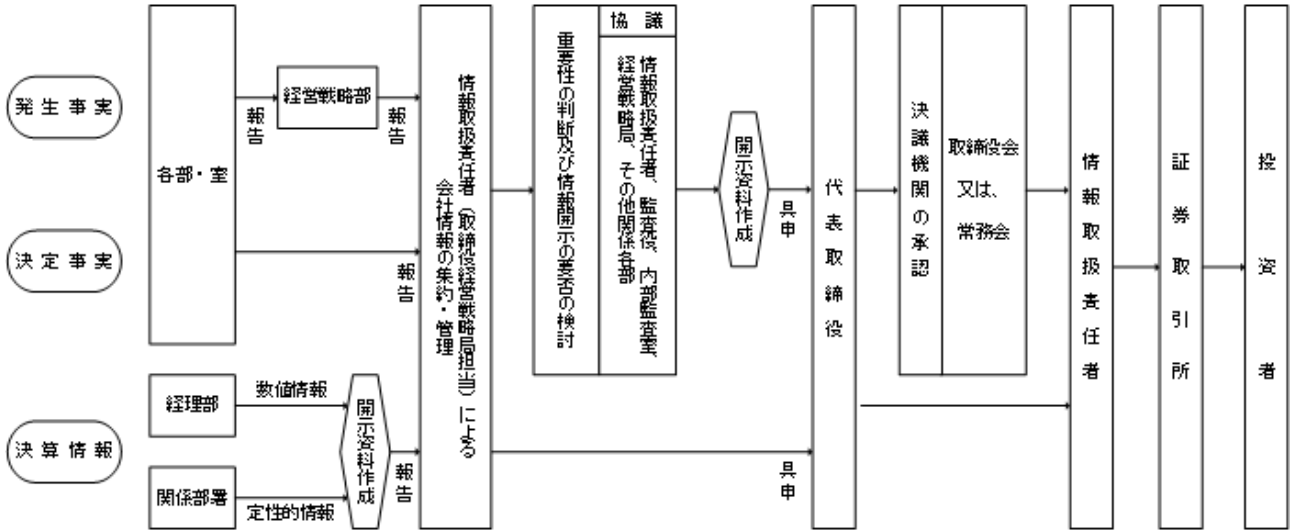 発生事実
決定事実
決算情報
各部・室
報告
経営戦略部
報告
報告
経理部
数値情報
関係部署
定性的情報
開示資料作成
報告
情報取扱責任者（取締役経営戦略局担当）による
会社情報の集約・管理
重要性の判断及び情報開示の要否の検討
協議
情報取扱責任者、監査役、内部監査室、
経営戦略局、その他関係各部
開示資料作成
具申
具申
代表取締役
決議機関の承認
取締役会
又は、
常務会
情報取扱責任者
証券取引所
投資者